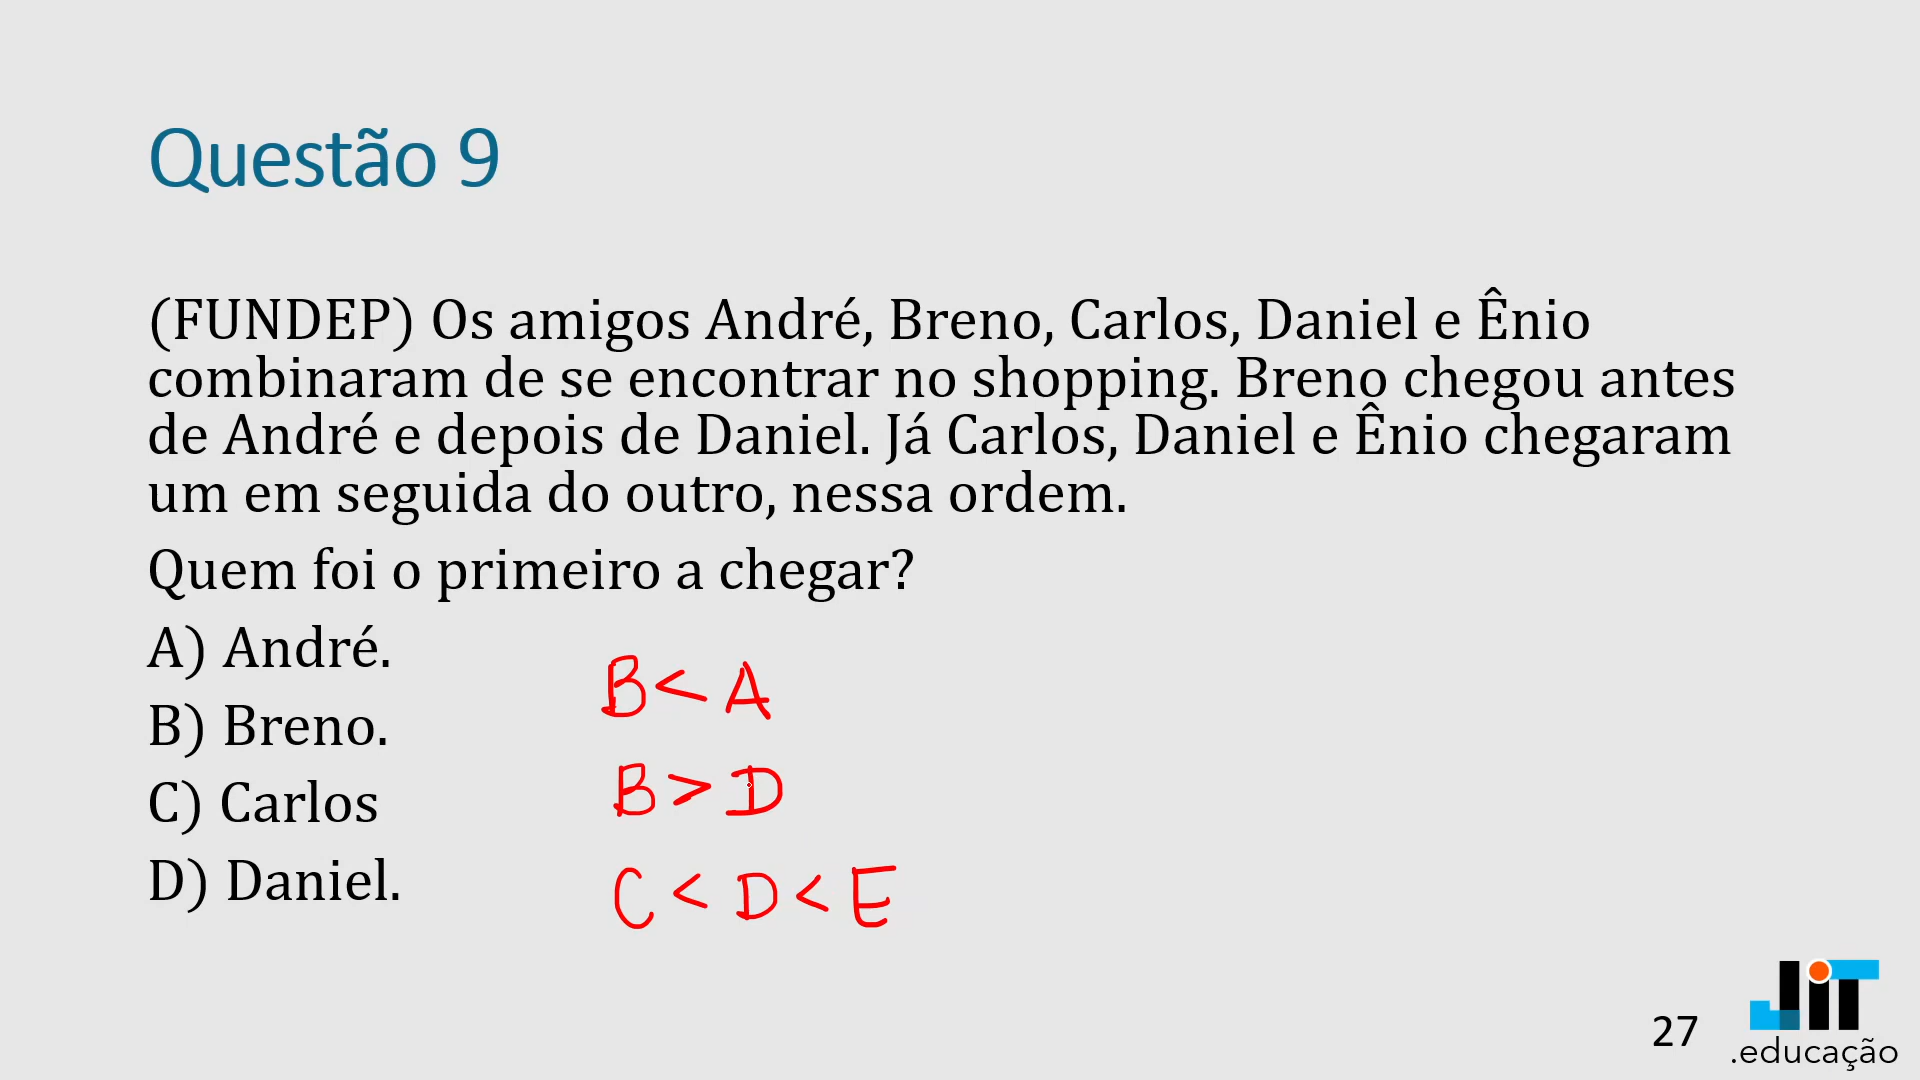 Questão 9
(FUNDEP) Os amigos André, Breno, Carlos, Daniel e Ênio
combinaram de se encontrar no shopping. Breno chegou antes
de André e depois de Daniel. Já Carlos, Daniel e Ênio chegaram
um em seguida do outro, nessa ordem.
Quem foi o primeiro a chegar?
A) André.
B) Breno.
C) Carlos
D) Daniel.
B < A
B > D
C < D < E
27
JiT
.educação